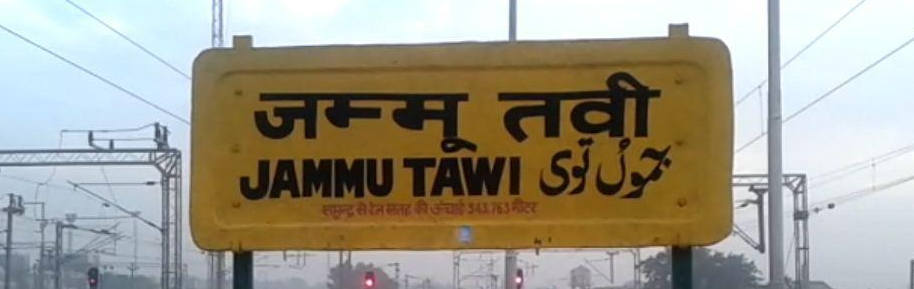 जम्मू तवी
JAMMU TAWI جموں توی
समुन्द्र से रेल सतह की ऊंचाई 343.763 मीटर